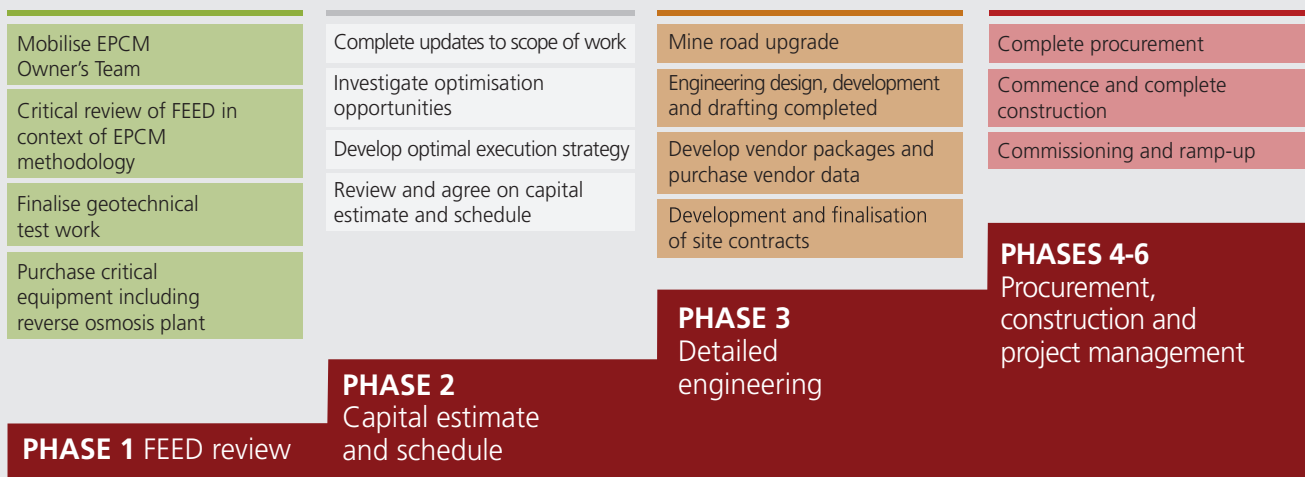 Mobilise EPCM
Owner's Team
Critical review of FEED in
context of EPCM
methodology
Finalise geotechnical
test work
Purchase critical
equipment including
reverse osmosis plant
PHASE 1 FEED review
Complete updates to scope of work
Investigate optimisation
opportunities
Develop optimal execution strategy
Review and agree on capital
estimate and schedule
PHASE 2
Capital estimate
and schedule
Mine road upgrade
Engineering design, development
and drafting completed
Develop vendor packages and
purchase vendor data
Development and finalisation
of site contracts
PHASE 3
Detailed
engineering
Complete procurement
Commence and complete
construction
Commissioning and ramp-up
PHASES 4-6
Procurement,
construction and
project management